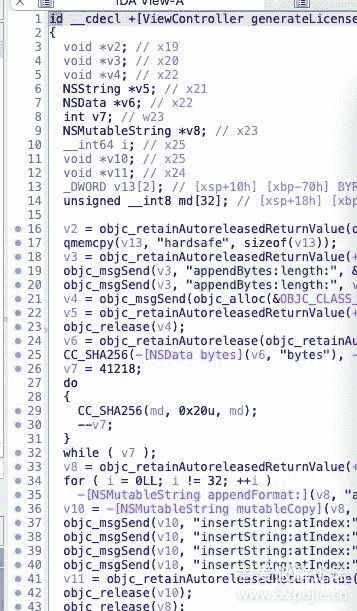 IDA View-A
1 id __cdecl +[ViewController generateLicense
2 {
3 void *v2; // x19
4 void *v3; // x20
5 void *v4; // x22
6 NSString *v5; // x21
7 NSData *v6; // x22
8 int v7; // w23
9 NSMutableString *v8; // x23
10 __int64 i; // x25
11 void *v10; // x25
12 void *v11; // x24
13 _DWORD v13[2]; // [xsp+10h] [xbp-70h] BYR
14 unsigned __int8 md[32]; // [xsp+18h] [xbp
15
16 v2 = objc_retainAutoreleasedReturnValue(o
17 qmemcpy(v13, "hardsafe", sizeof(v13));
18 v3 = objc_retainAutoreleasedReturnValue(+
19 objc_msgSend(v3, "appendBytes:length:", &
20 objc_msgSend(v3, "appendBytes:length:", v
21 v4 = objc_msgSend(objc_alloc(&OBJC_CLASS_
22 v5 = objc_retainAutoreleasedReturnValue(+
23 objc_release(v4);
24 v6 = objc_retainAutorelease(objc_retainAu
25 CC_SHA256(-[NSData bytes](v6, "bytes"), -
26 v7 = 41218;
27 do
28 {
29 CC_SHA256(md, 0x20u, md);
30 --v7;
31 }
32 while ( v7 );
33 v8 = objc_retainAutoreleasedReturnValue(+
34 for ( i = 0LL; i != 32; ++i )
35 -[NSMutableString appendFormat:](v8, "a
36 v10 = -[NSMutableString mutableCopy](v8,
37 objc_msgSend(v10, "insertString:atIndex:"
38 objc_msgSend(v10, "insertString:atIndex:"
39 objc_msgSend(v10, "insertString:atIndex:"
40 objc_msgSend(v10, "insertString:atIndex:"
41 v11 = objc_retainAutoreleasedReturnValue(
42 objc_release(v10);
43 objc_release(v8);
www.52pojie.cn